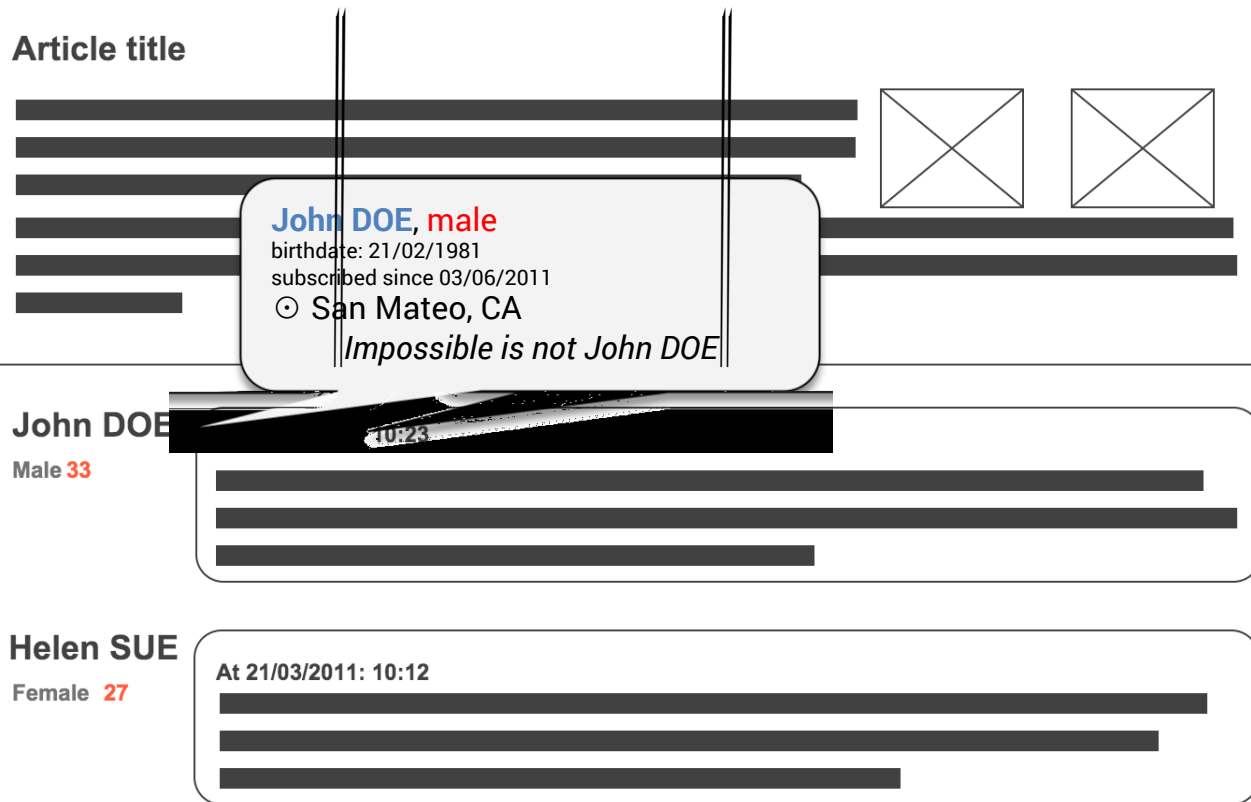 Article title
John DOE, male
birthdate: 21/02/1981
subscribed since 03/06/2011
San Mateo, CA
Impossible is not John DOE
John DOE
10:23
Male 33
Helen SUE
At 21/03/2011: 10:12
Female 27